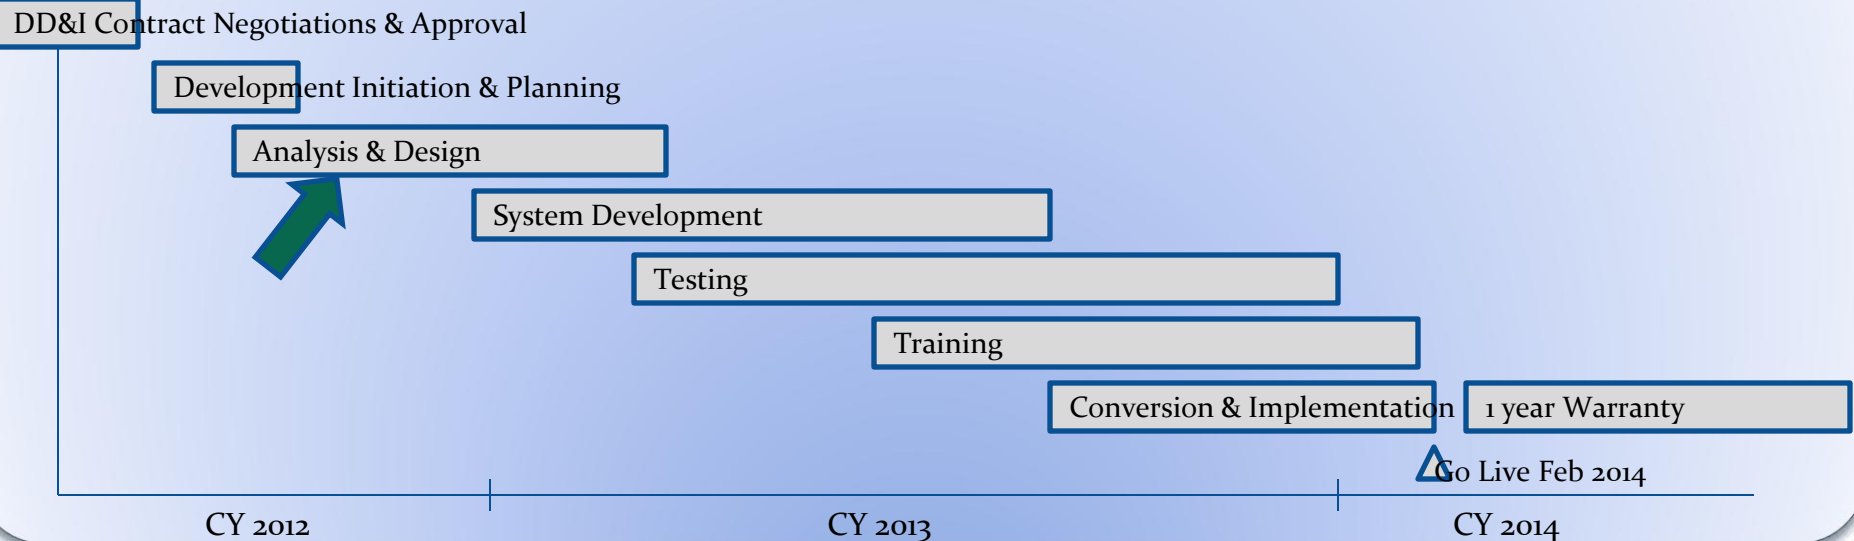 DD&I Contract Negotiations & Approval
Development Initiation & Planning
Analysis & Design
System Development
Testing
Training
Conversion & Implementation
1 year Warranty
Go Live Feb 2014
CY 2012
CY 2013
CY 2014